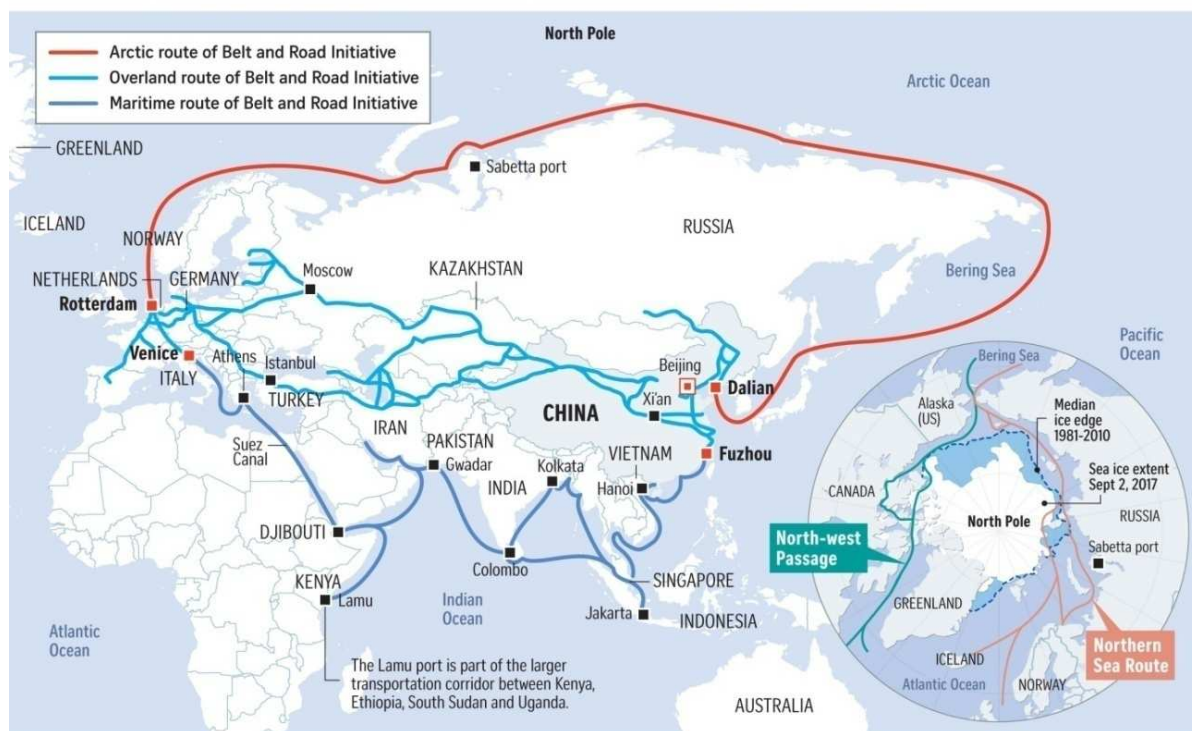 North Pole
Arctic route of Belt and Road Initiative
Overland route of Belt and Road Initiative
Maritime route of Belt and Road Initiative
Arctic Ocean
GREENLAND
Sabetta port
ICELAND
NORWAY
RUSSIA
Bering Sea
NETHERLANDS
GERMANY
Moscow
KAZAKHSTAN
Rotterdam
Pacific
Ocean
Venice
ITALY
Athens
Istanbul
TURKEY
Beijing
Dalian
Xi'an
CHINA
IRAN
Suez
Canal
PAKISTAN
Gwadar
Kolkata
INDIA
VIETNAM
Hanoi
Fuzhou
DJIBOUTI
Colombo
KENYA
Lamu
SINGAPORE
Indian
Ocean
Jakarta
INDONESIA
Atlantic
Ocean
The Lamu port is part of the larger
transportation corridor between Kenya,
Ethiopia, South Sudan and Uganda.
AUSTRALIA
Bering Sea
Alaska
(US)
Median
ice edge
1981-2010
Sea ice extent
Sept 2, 2017
CANADA
North Pole
RUSSIA
North-west
Passage
Sabetta port
GREENLAND
Northern
Sea Route
ICELAND
Atlantic Ocean
NORWAY